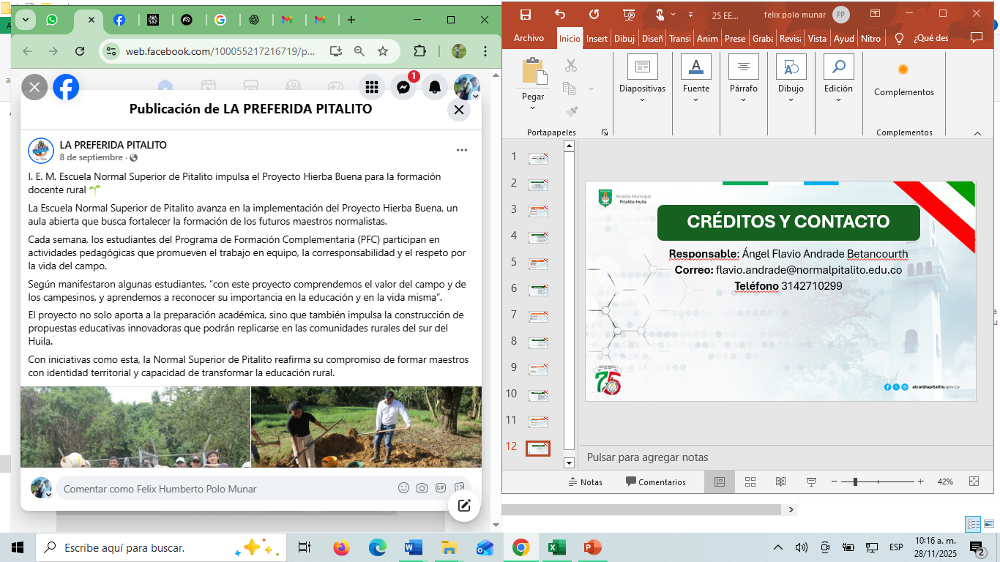 web.facebook.com/100055217216719/p...
1
Publicación de LA PREFERIDA PITALITO
LA PREFERIDA PITALITO
8 de septiembre ·
I. E. M. Escuela Normal Superior de Pitalito impulsa el Proyecto Hierba Buena para la formación
docente rural
La Escuela Normal Superior de Pitalito avanza en la implementación del Proyecto Hierba Buena, un
aula abierta que busca fortalecer la formación de los futuros maestros normalistas.
Cada semana, los estudiantes del Programa de Formación Complementaria (PFC) participan en
actividades pedagógicas que promueven el trabajo en equipo, la corresponsabilidad y el respeto por
la vida del campo.
Según manifestaron algunas estudiantes, “con este proyecto comprendemos el valor del campo y de
los campesinos, y aprendemos a reconocer su importancia en la educación y en la vida misma”.
El proyecto no solo aporta a la preparación académica, sino que también impulsa la construcción de
propuestas educativas innovadoras que podrán replicarse en las comunidades rurales del sur del
Huila.
Con iniciativas como esta, la Normal Superior de Pitalito reafirma su compromiso de formar maestros
con identidad territorial y capacidad de transformar la educación rural.
Comentar como Felix Humberto Polo Munar
GIF
25 EE...
felix polo munar
FP
Archivo Inicio Insert Dibuj Diseñ Transi Anim Prese Graba Revisa Vista Ayud Nitro ¿Qué des
Pegar
Diapositivas
Fuente
Párrafo
Dibujo
Edición
Complementos
Portapapeles
Complementos
1
2
3
4
5
6
7
8
9
10
11
12
Alcaldía Municipal
Pitalito Huila
CRÉDITOS Y CONTACTO
Responsable: Ángel Flavio Andrade Betancourth
Correo: flavio.andrade@normalpitalito.edu.co
Teléfono 3142710299
75
alcaldiapitalito.gov.co
Pulsar para agregar notas
Notas
Comentarios
42%
Escribe aquí para buscar.
ESP
10:16 a. m.
28/11/2025
2